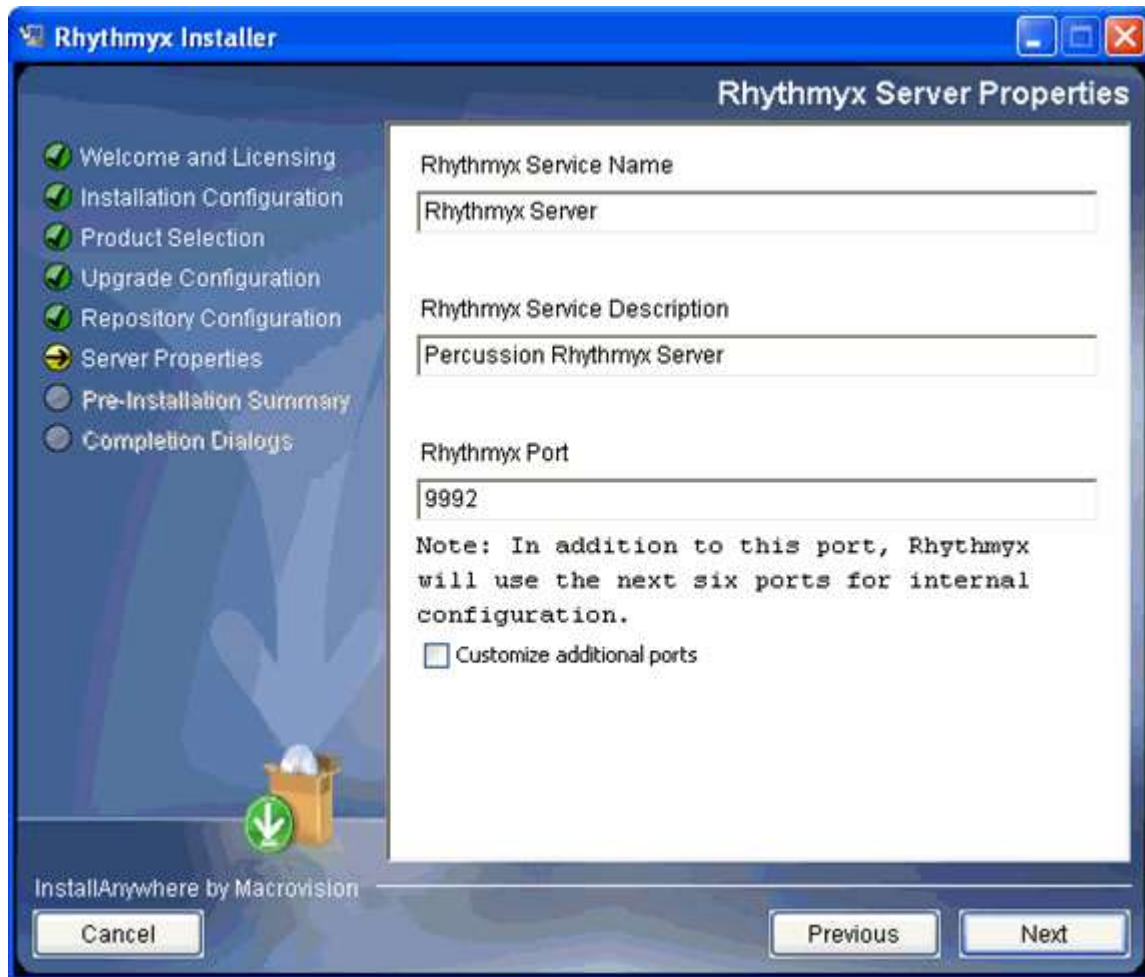 Rhythmyx Installer
Rhythmyx Server Properties
Welcome and Licensing
Installation Configuration
Product Selection
Upgrade Configuration
Repository Configuration
Server Properties
Pre-Installation Summary
Completion Dialogs
Rhythmyx Service Name
Rhythmyx Server
Rhythmyx Service Description
Percussion Rhythmyx Server
Rhythmyx Port
9992
Note: In addition to this port, Rhythmyx
will use the next six ports for internal
configuration.
Customize additional ports
InstallAnywhere by Macrovision
Cancel
Previous
Next